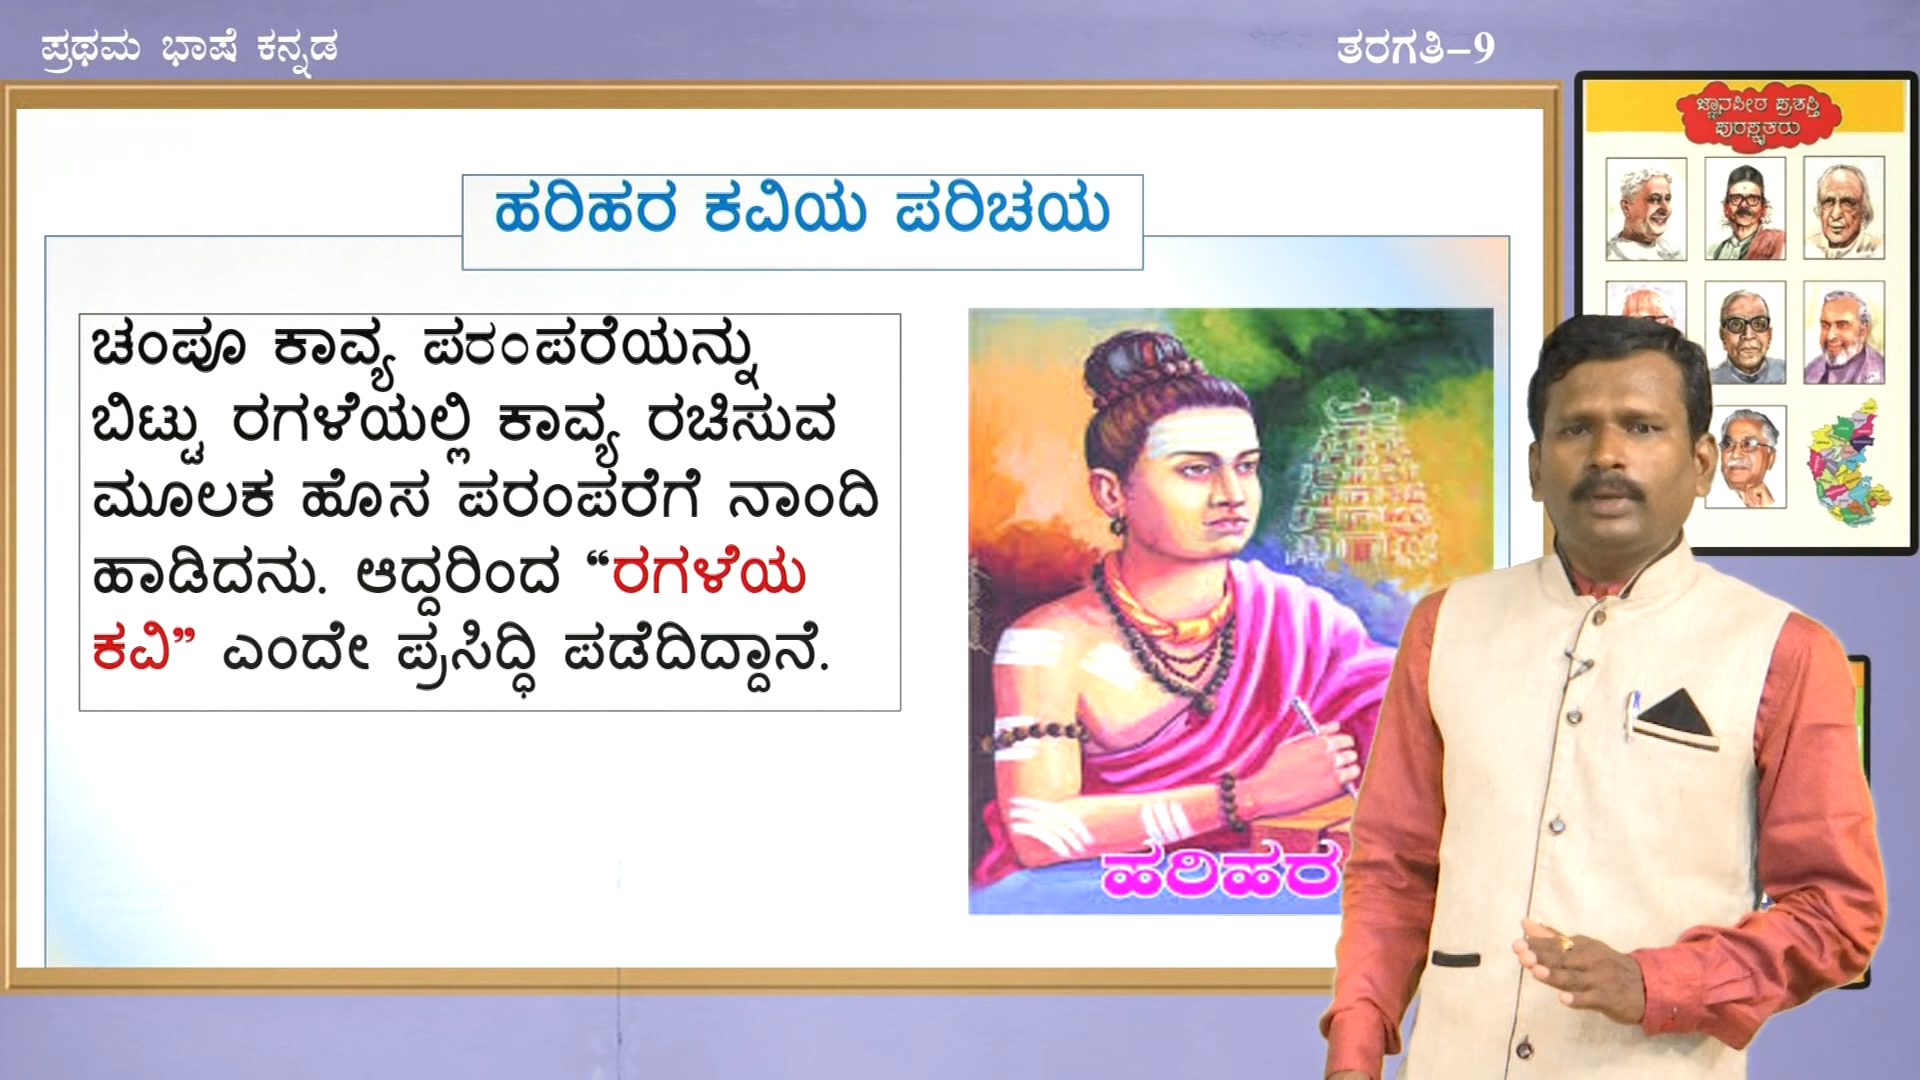 ಪ್ರಥಮ ಭಾಷೆ ಕನ್ನಡ
ತರಗತಿ–9
ಜ್ಞಾನಪೀಠ ಪ್ರಶಸ್ತಿ
ಪುರಸ್ಕೃತರು
ಹರಿಹರ ಕವಿಯ ಪರಿಚಯ
ಚಂಪೂ ಕಾವ್ಯ ಪರಂಪರೆಯನ್ನು
ಬಿಟ್ಟು ರಗಳೆಯಲ್ಲಿ ಕಾವ್ಯ ರಚಿಸುವ
ಮೂಲಕ ಹೊಸ ಪರಂಪರೆಗೆ ನಾಂದಿ
ಹಾಡಿದನು. ಆದ್ದರಿಂದ “ರಗಳೆಯ
ಕವಿ” ಎಂದೇ ಪ್ರಸಿದ್ಧಿ ಪಡೆದಿದ್ದಾನೆ.
ಹರಿಹರ